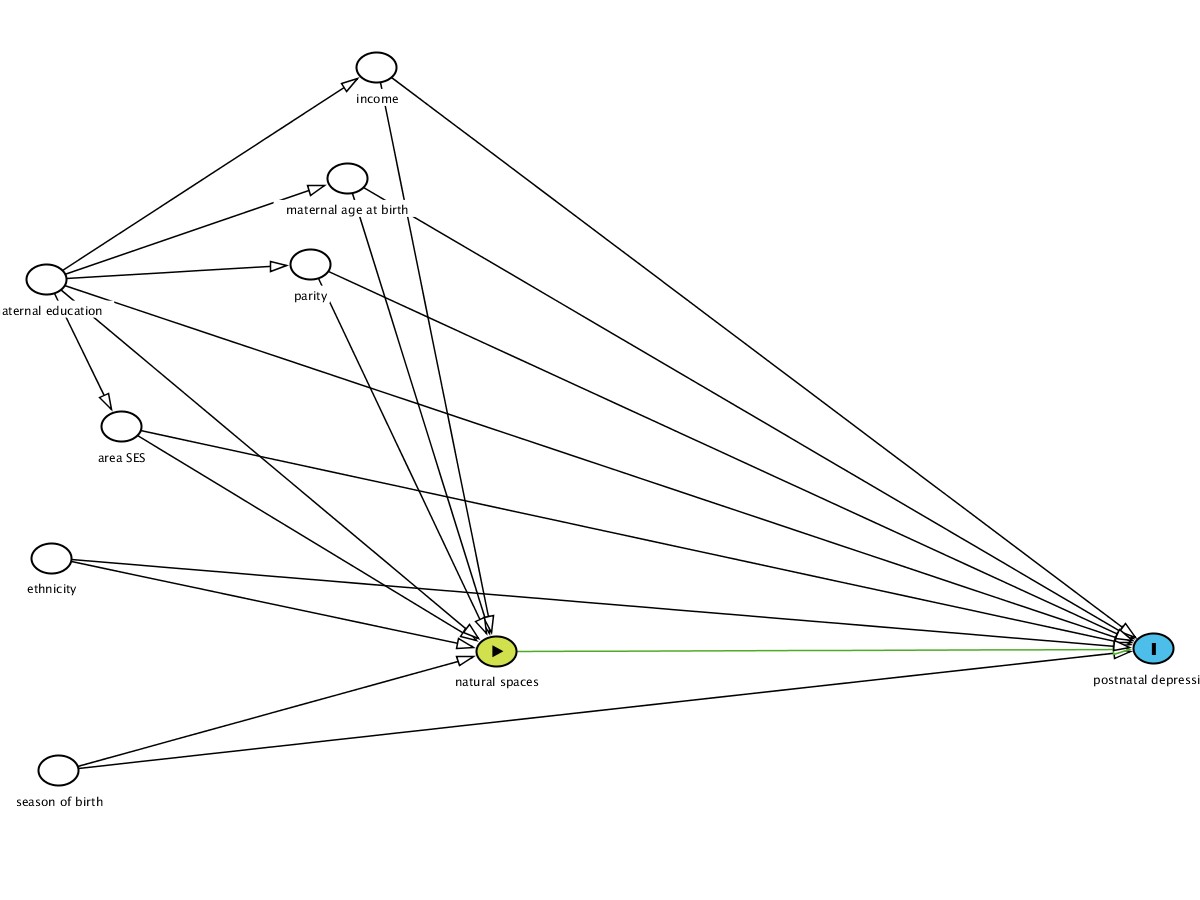 income
maternal age at birth
parity
aternal education
area SES
ethnicity
natural spaces
postnatal depressi
season of birth